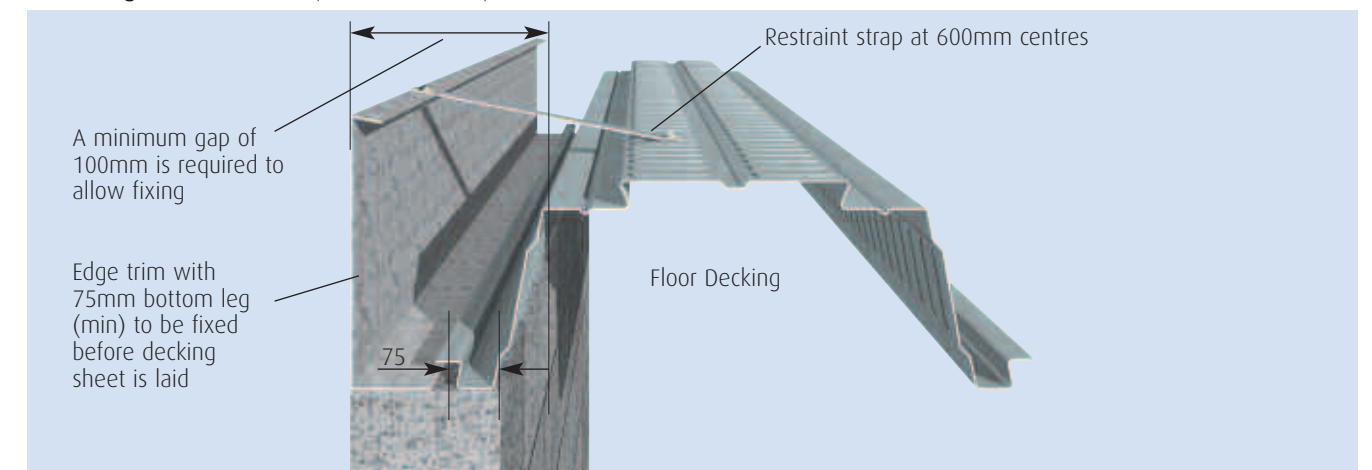 Restraint strap at 600mm centres
A minimum gap of
100mm is required to
allow fixing
Edge trim with
75mm bottom leg
(min) to be fixed
before decking
sheet is laid
Floor Decking
75